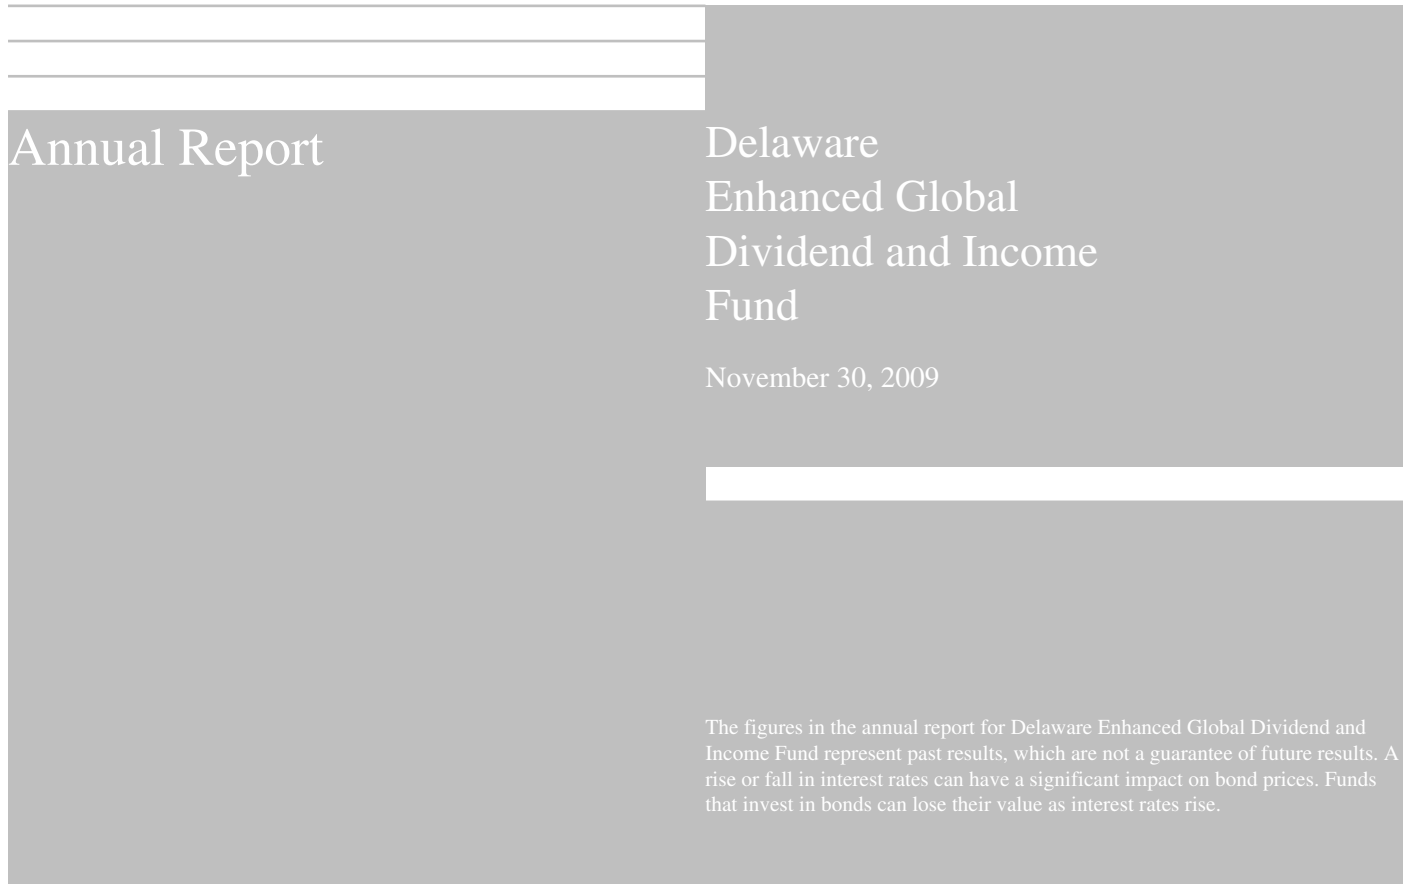 Annual Report
Delaware
Enhanced Global
Dividend and Income
Fund
November 30, 2009
The figures in the annual report for Delaware Enhanced Global Dividend and
Income Fund represent past results, which are not a guarantee of future results. A
rise or fall in interest rates can have a significant impact on bond prices. Funds
that invest in bonds can lose their value as interest rates rise.